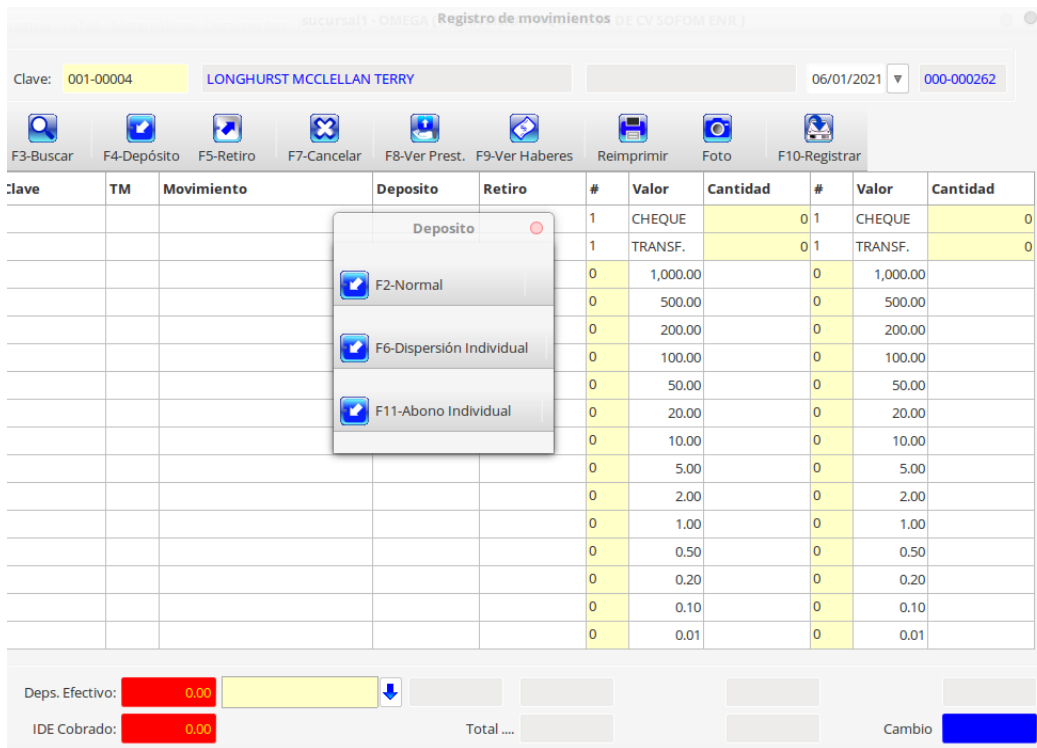 sucursal1 - OMEGA ( Registro de movimientos DE CV SOFOM ENR )
Clave: 001-00004 LONGHURST MCCLELLAN TERRY 06/01/2021 000-000262
F3-Buscar F4-Depósito F5-Retiro F7-Cancelar F8-Ver Prest. F9-Ver Haberes Reimprimir Foto F10-Registrar
Clave TM Movimiento Deposito Retiro # Valor Cantidad # Valor Cantidad
1 CHEQUE 0 1 CHEQUE 0
Deposito
1 TRANSF. 0 1 TRANSF. 0
0 1,000.00 0 1,000.00
F2-Normal
0 500.00 0 500.00
0 200.00 0 200.00
F6-Dispersión Individual
0 100.00 0 100.00
0 50.00 0 50.00
F11-Abono Individual
0 20.00 0 20.00
0 10.00 0 10.00
0 5.00 0 5.00
0 2.00 0 2.00
0 1.00 0 1.00
0 0.50 0 0.50
0 0.20 0 0.20
0 0.10 0 0.10
0 0.01 0 0.01
Deps. Efectivo: 0.00
IDE Cobrado: 0.00 Total .... Cambio